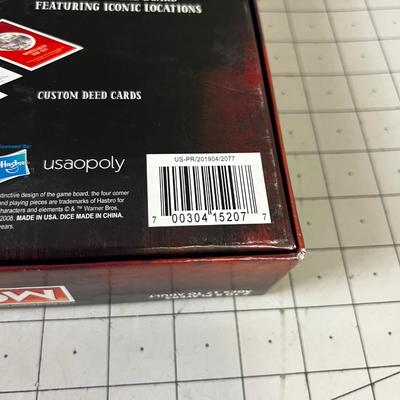 FEATURING ICONIC LOCATIONS
CUSTOM DEED CARDS
Hasbro
usaopoly
US-PR/201904/2077
7 00304 15207 7
distinctive design of the game board, the four corner
and playing pieces are trademarks of Hasbro for
characters and elements © & ™ Warner Bros.
2008. MADE IN USA. DICE MADE IN CHINA.
years.